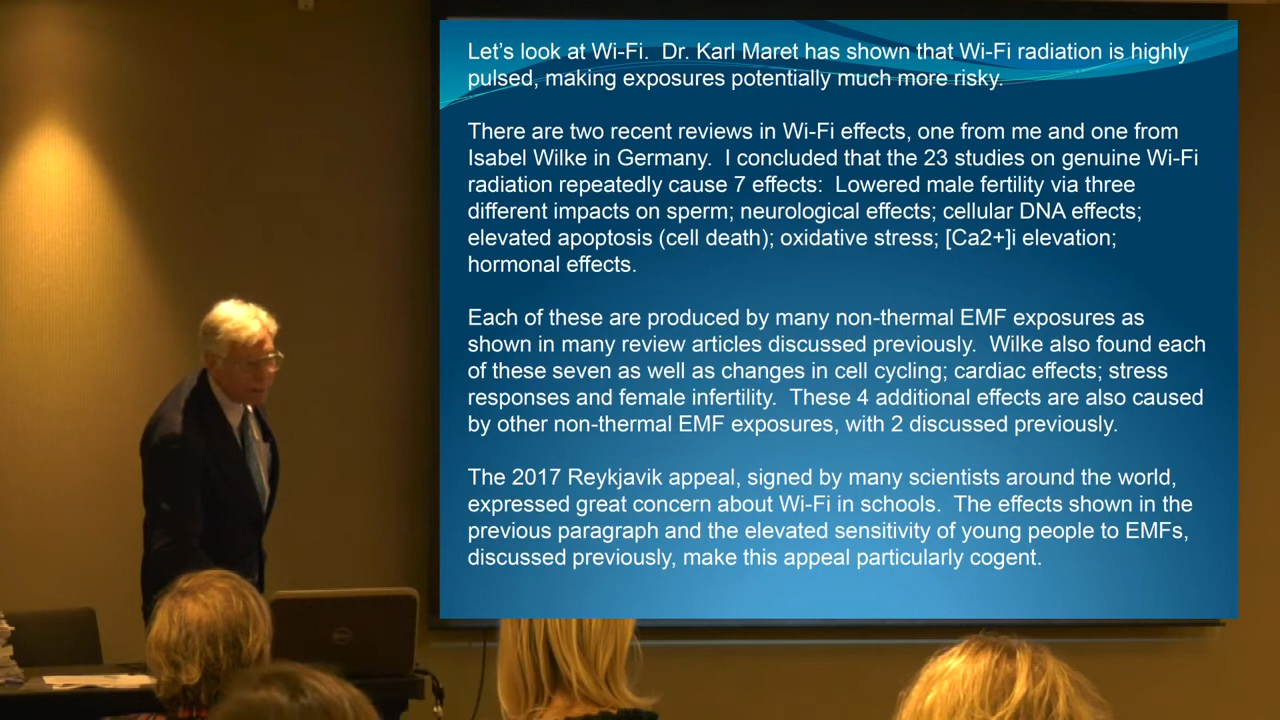 Let's look at Wi-Fi.  Dr. Karl Maret has shown that Wi-Fi radiation is highly
pulsed, making exposures potentially much more risky.
There are two recent reviews in Wi-Fi effects, one from me and one from
Isabel Wilke in Germany.  I concluded that the 23 studies on genuine Wi-Fi
radiation repeatedly cause 7 effects:  Lowered male fertility via three
different impacts on sperm; neurological effects; cellular DNA effects;
elevated apoptosis (cell death); oxidative stress; [Ca2+]i elevation;
hormonal effects.
Each of these are produced by many non-thermal EMF exposures as
shown in many review articles discussed previously.  Wilke also found each
of these seven as well as changes in cell cycling; cardiac effects; stress
responses and female infertility.  These 4 additional effects are also caused
by other non-thermal EMF exposures, with 2 discussed previously.
The 2017 Reykjavik appeal, signed by many scientists around the world,
expressed great concern about Wi-Fi in schools.  The effects shown in the
previous paragraph and the elevated sensitivity of young people to EMFs,
discussed previously, make this appeal particularly cogent.